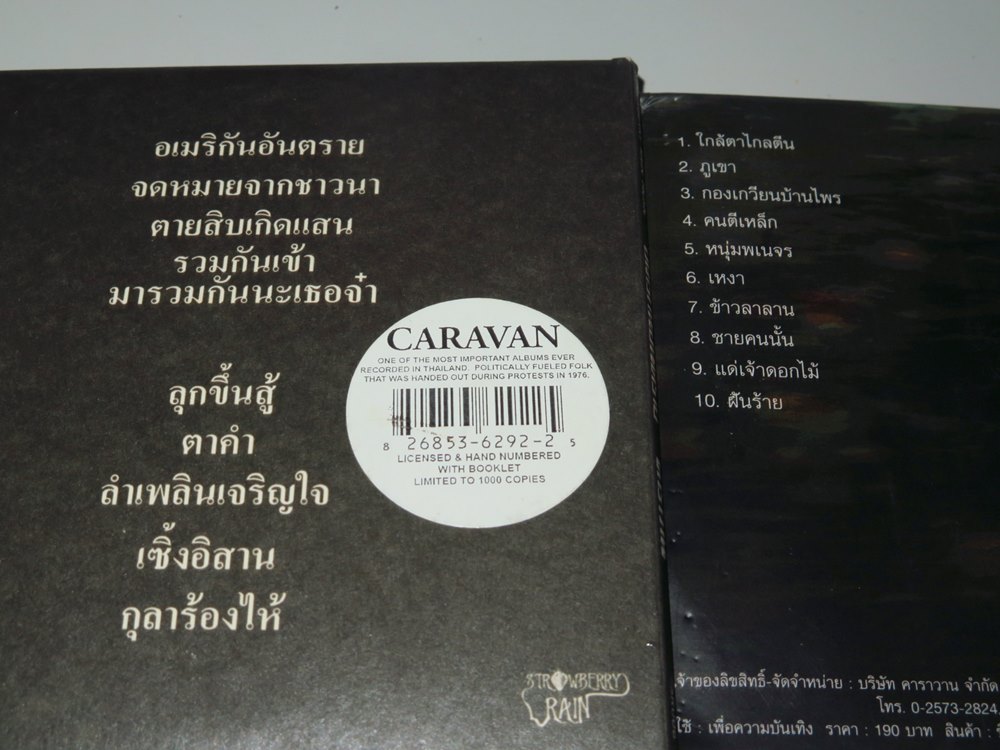 อเมริกันอันตราย
จดหมายจากชาวนา
ตายสิบเกิดแสน
รวมกันเข้า
มารวมกันนะเธอจ๋า
ลุกขึ้นสู้
ตาคำ
ลำเพลินเจริญใจ
เซิ้งอิสาน
กุลาร้องไห้
CARAVAN
ONE OF THE MOST IMPORTANT ALBUMS EVER
RECORDED IN THAILAND. POLITICALLY FUELED FOLK
THAT WAS HANDED OUT DURING PROTESTS IN 1976.
8 26853-6292-2 5
LICENSED & HAND NUMBERED
WITH BOOKLET
LIMITED TO 1000 COPIES
STRAWBERRY
RAIN
1. ใกล้ตาไกลตีน
2. ภูเขา
3. กองเกวียนบ้านไพร
4. คนตีเหล็ก
5. หนุ่มพเนจร
6. เหงา
7. ข้าวลาลาน
8. ชายคนนั้น
9. แด่เจ้าดอกไม้
10. ฝันร้าย
เจ้าของลิขสิทธิ์-จัดจำหน่าย : บริษัท คาราวาน จำกัด
โทร. 0-2573-2824,
ใช้ : เพื่อความบันเทิง ราคา : 190 บาท สินค้า :